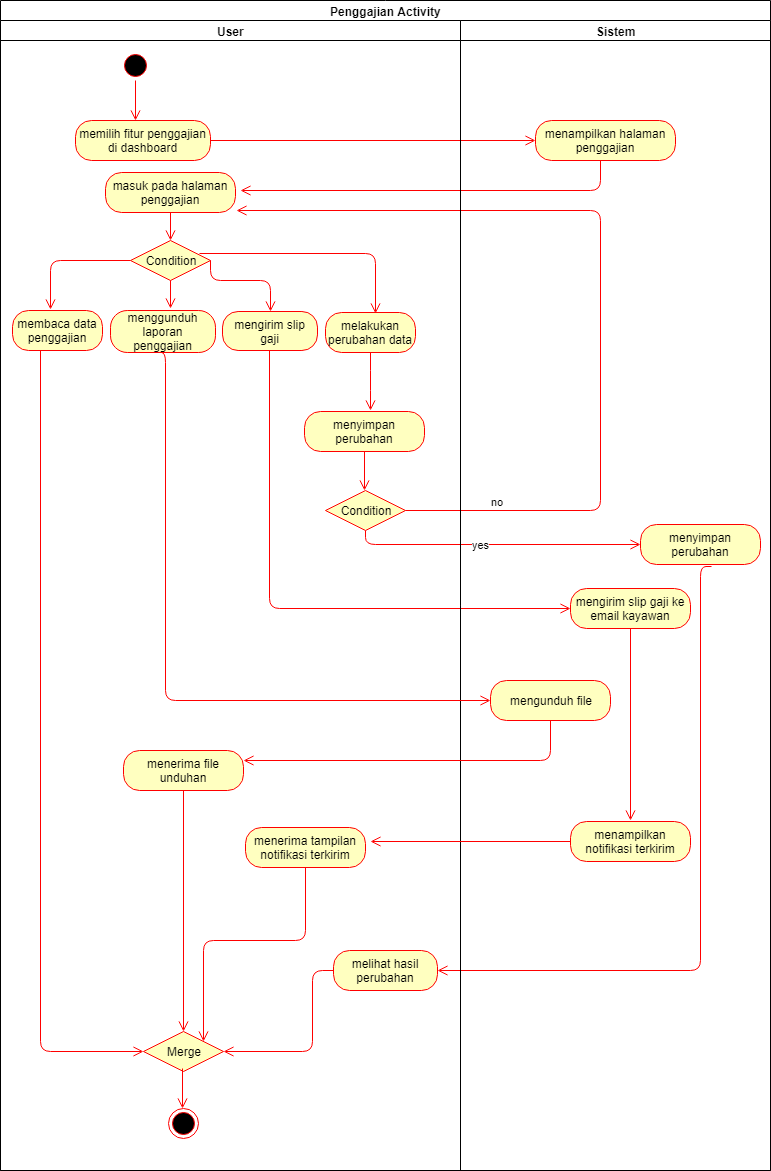 Penggajian Activity
User
Sistem
memilih fitur penggajian
di dashboard
menampilkan halaman
penggajian
masuk pada halaman
penggajian
Condition
membaca data
penggajian
menggunduh
laporan
penggajian
mengirim slip
gaji
melakukan
perubahan data
menyimpan
perubahan
Condition
no
yes
menyimpan
perubahan
mengirim slip gaji ke
email kayawan
mengunduh file
menerima file
unduhan
menerima tampilan
notifikasi terkirim
menampilkan
notifikasi terkirim
melihat hasil
perubahan
Merge